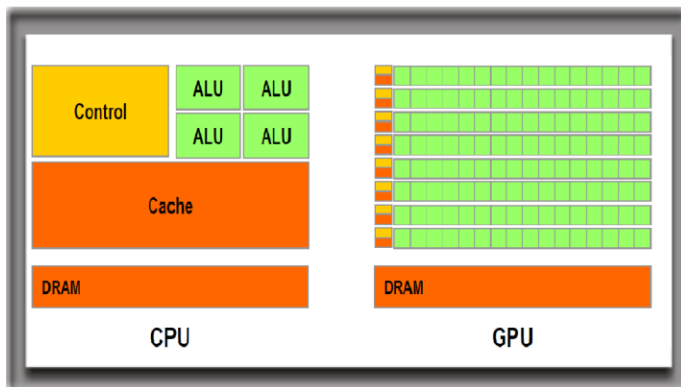 Control
ALU ALU
ALU ALU
Cache
DRAM
CPU
DRAM
GPU